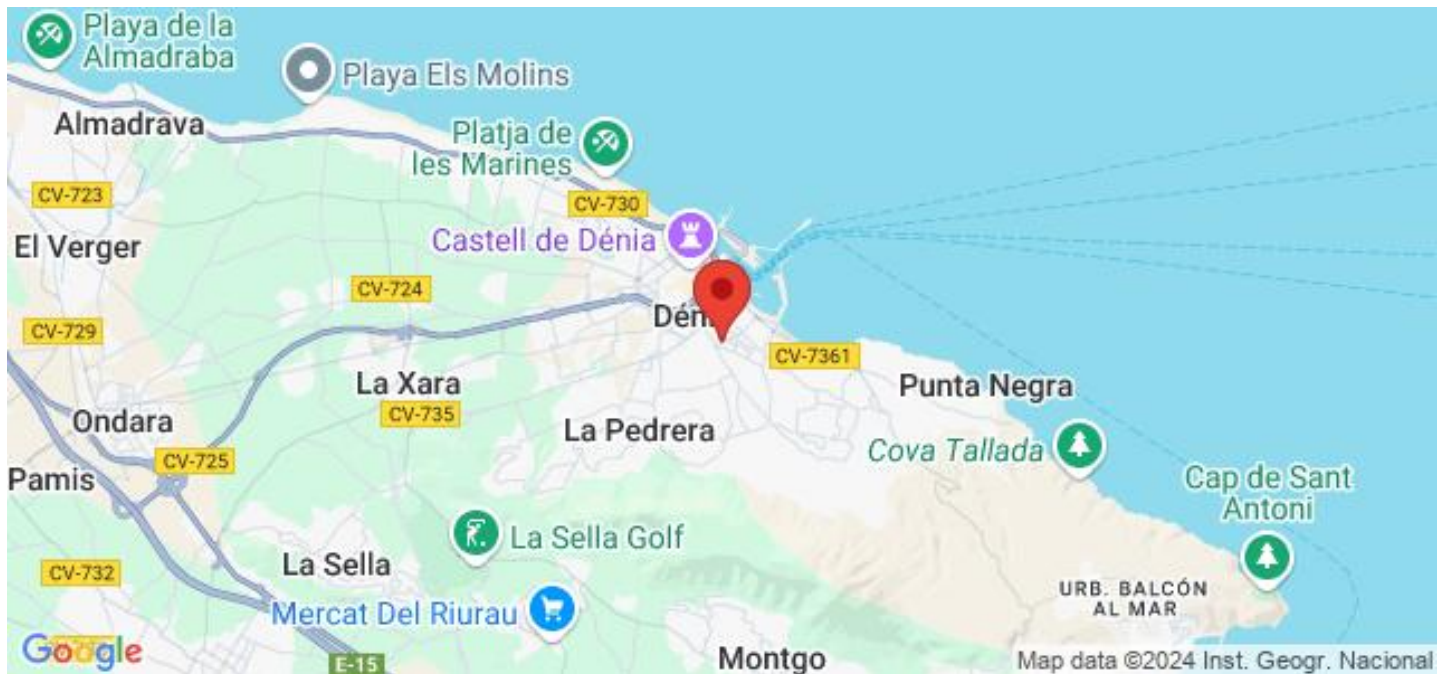 Playa de la
Almadraba
Playa Els Molins
Almadrava
Platja de
les Marines
CV-723
CV-730
El Verger
Castell de Dénia
CV-724
CV-729
CV-7361
La Xara
Punta Negra
CV-735
Ondara
La Pedrera
Cova Tallada
CV-725
Pamis
Cap de Sant
Antoni
La Sella Golf
La Sella
CV-732
URB. BALCÓN
AL MAR
Mercat Del Riurau
Google
E-15
Montgo
Map data ©2024 Inst. Geogr. Nacional